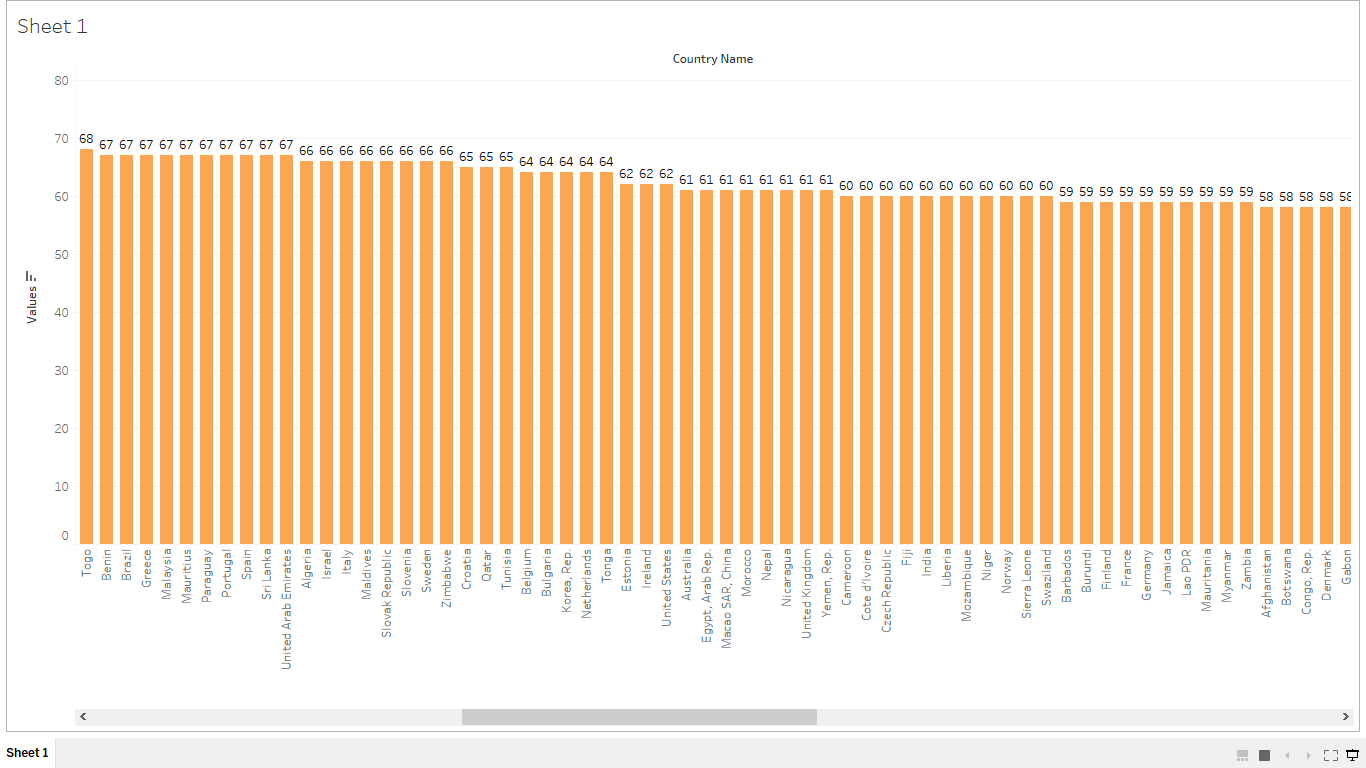 Sheet 1
Country Name
80
70
60
50
40
30
20
10
0
Values
68 67 67 67 67 67 67 67 67 67 67 66 66 66 66 66 66 66 66 65 65 65 64 64 64 64 64 62 62 62 61 61 61 61 61 61 61 61 60 60 60 60 60 60 60 60 60 60 60 59 59 59 59 59 59 59 59 59 59 58 58 58 58 58
Togo
Benin
Brazil
Greece
Malaysia
Mauritius
Paraguay
Portugal
Spain
Sri Lanka
United Arab Emirates
Algeria
Israel
Italy
Maldives
Slovak Republic
Slovenia
Sweden
Zimbabwe
Croatia
Qatar
Tunisia
Belgium
Bulgaria
Korea, Rep.
Netherlands
Tonga
Estonia
Ireland
United States
Australia
Egypt, Arab Rep.
Macao SAR, China
Morocco
Nepal
Nicaragua
United Kingdom
Yemen, Rep.
Cameroon
Cote d'Ivoire
Czech Republic
Fiji
India
Liberia
Mozambique
Niger
Norway
Sierra Leone
Swaziland
Barbados
Burundi
Finland
France
Germany
Jamaica
Lao PDR
Mauritania
Myanmar
Zambia
Afghanistan
Botswana
Congo, Rep.
Denmark
Gabon
Sheet 1